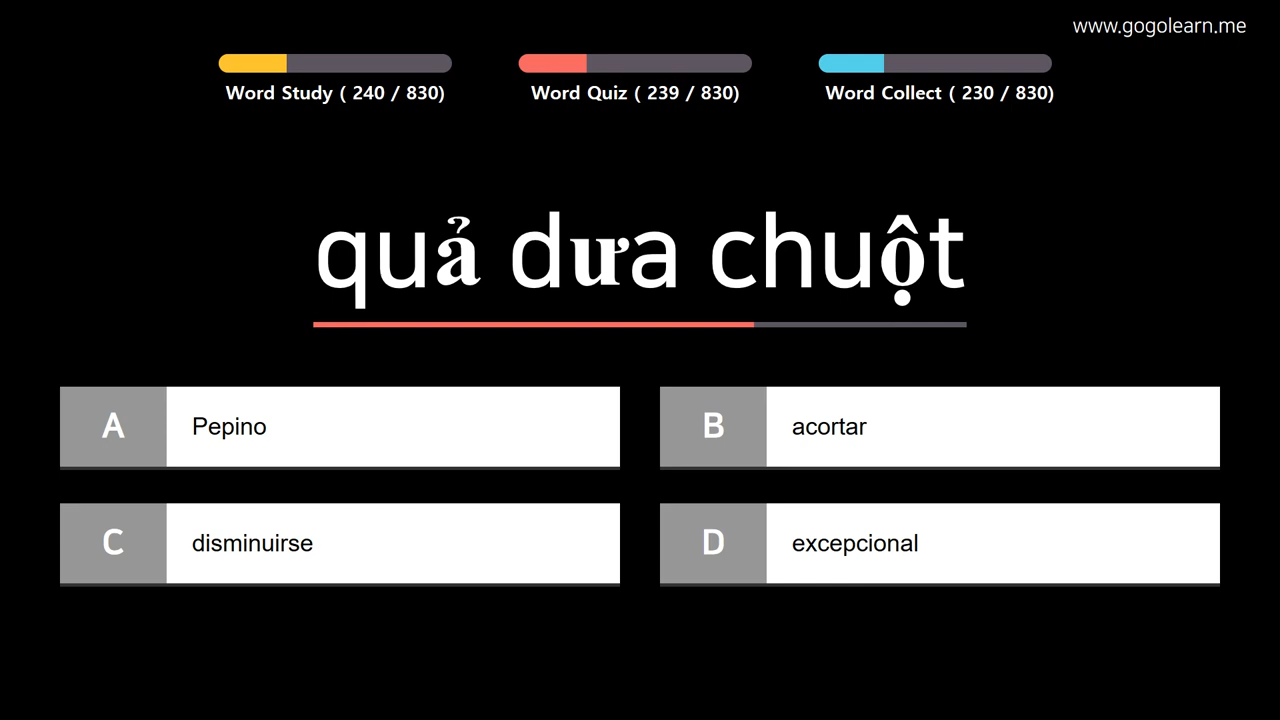 www.gogolearn.me
Word Study ( 240 / 830)
Word Quiz ( 239 / 830)
Word Collect ( 230 / 830)
quả dưa chuột
A Pepino
B acortar
C disminuirse
D excepcional